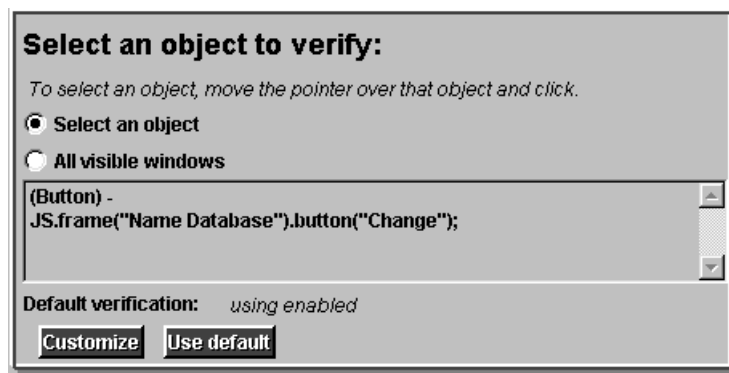 Select an object to verify:
To select an object, move the pointer over that object and click.
Select an object
All visible windows
(Button) -
JS.frame("Name Database").button("Change");
Default verification: using enabled
Customize Use default